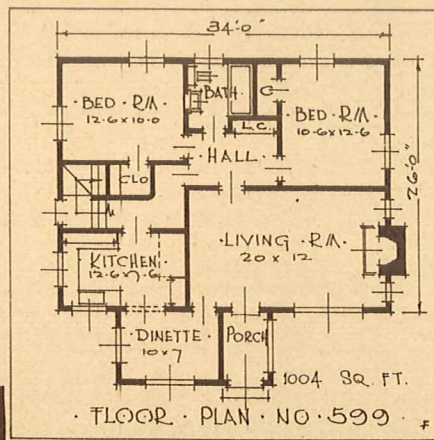 34'-0"
BED · RM ·
12-6x10-0
BATH
C
L.C.
BED · RM ·
10-6x12-6
HALL
CLO
26'-0"
KITCHEN
12-6x7-6
LIVING · RM ·
20 x 12
DINETTE
10x7
PORCH
1004 SQ. FT.
· FLOOR · PLAN · NO · 599 ·